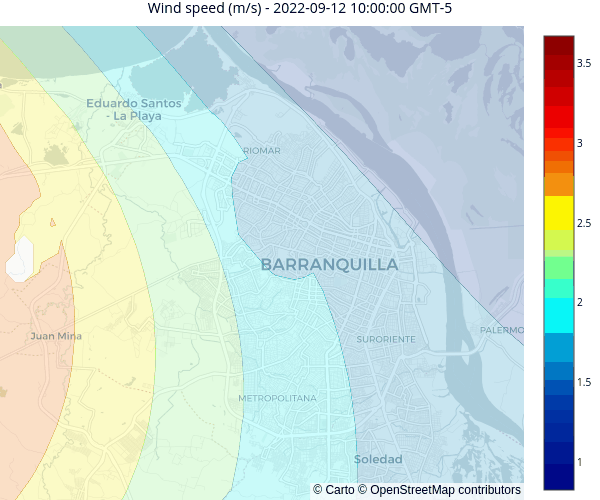 Wind speed (m/s) - 2022-09-12 10:00:00 GMT-5
3.5
Eduardo Santos
- La Playa
RIOMAR
3
2.5
BARRANQUILLA
2
Juan Mina
PALERMO
SURORIENTE
1.5
METROPOLITANA
Soledad
1
© Carto © OpenStreetMap contributors